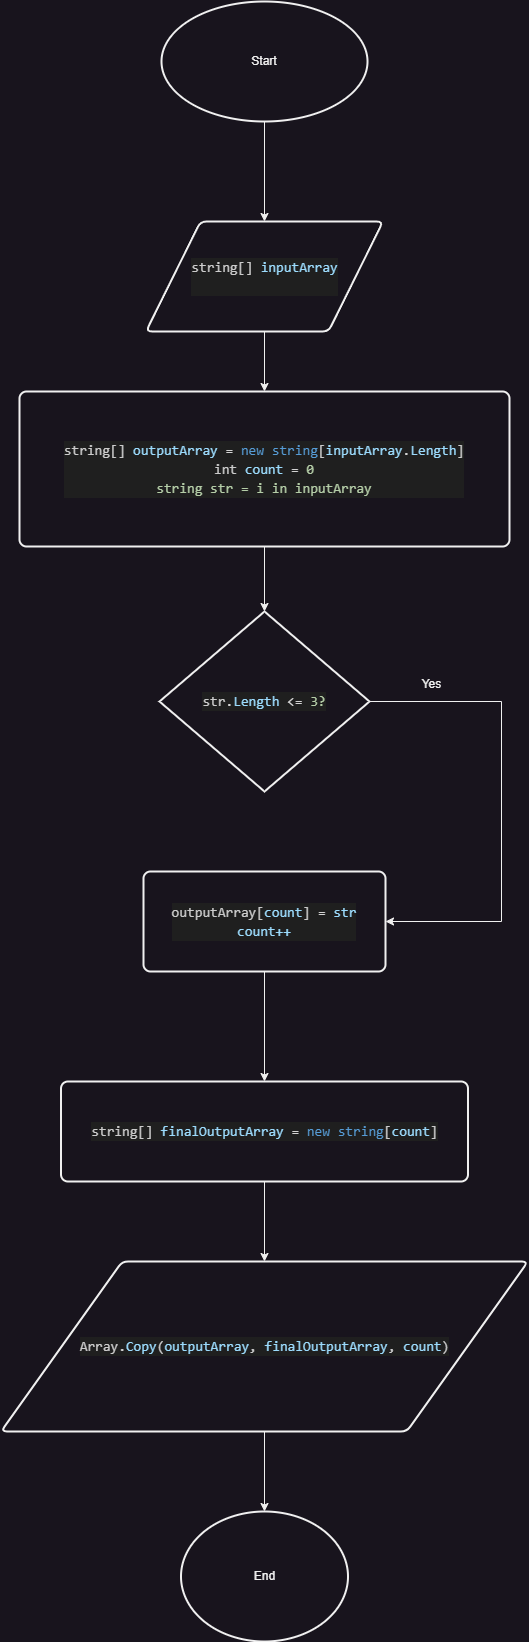 Start
string[] inputArray
string[] outputArray = new string[inputArray.Length]
int count = 0
string str = i in inputArray
str.Length <= 3?
Yes
outputArray[count] = str
count++
string[] finalOutputArray = new string[count]
Array.Copy(outputArray, finalOutputArray, count)
End